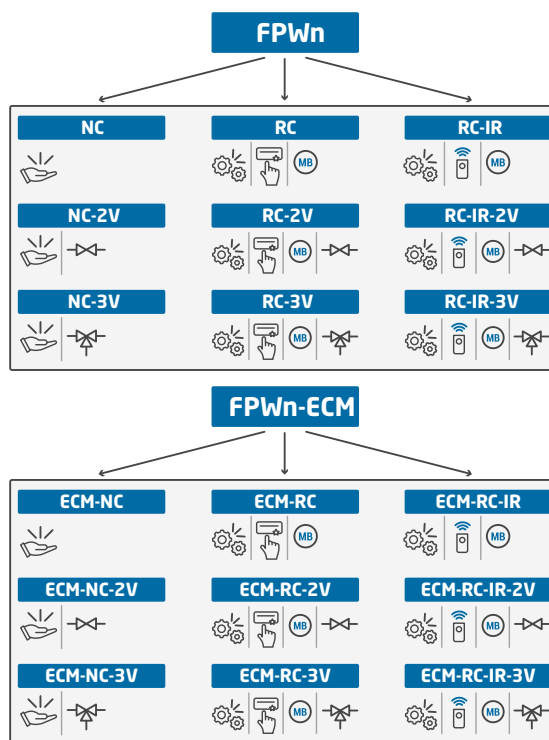 FPWn
NC RC RC-IR
MB MB
NC-2V RC-2V RC-IR-2V
MB MB
NC-3V RC-3V RC-IR-3V
MB MB
FPWn-ECM
ECM-NC ECM-RC ECM-RC-IR
MB MB
ECM-NC-2V ECM-RC-2V ECM-RC-IR-2V
MB MB
ECM-NC-3V ECM-RC-3V ECM-RC-IR-3V
MB MB